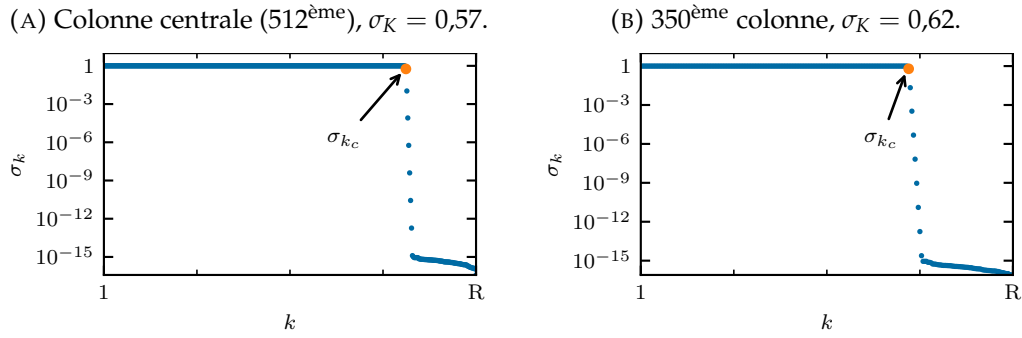 (A) Colonne centrale (512ème), σK = 0,57.
1
10−3
10−6
10−9
10−12
10−15
σk
σkc
1
R
k
(B) 350ème colonne, σK = 0,62.
1
10−3
10−6
10−9
10−12
10−15
σk
σkc
1
R
k